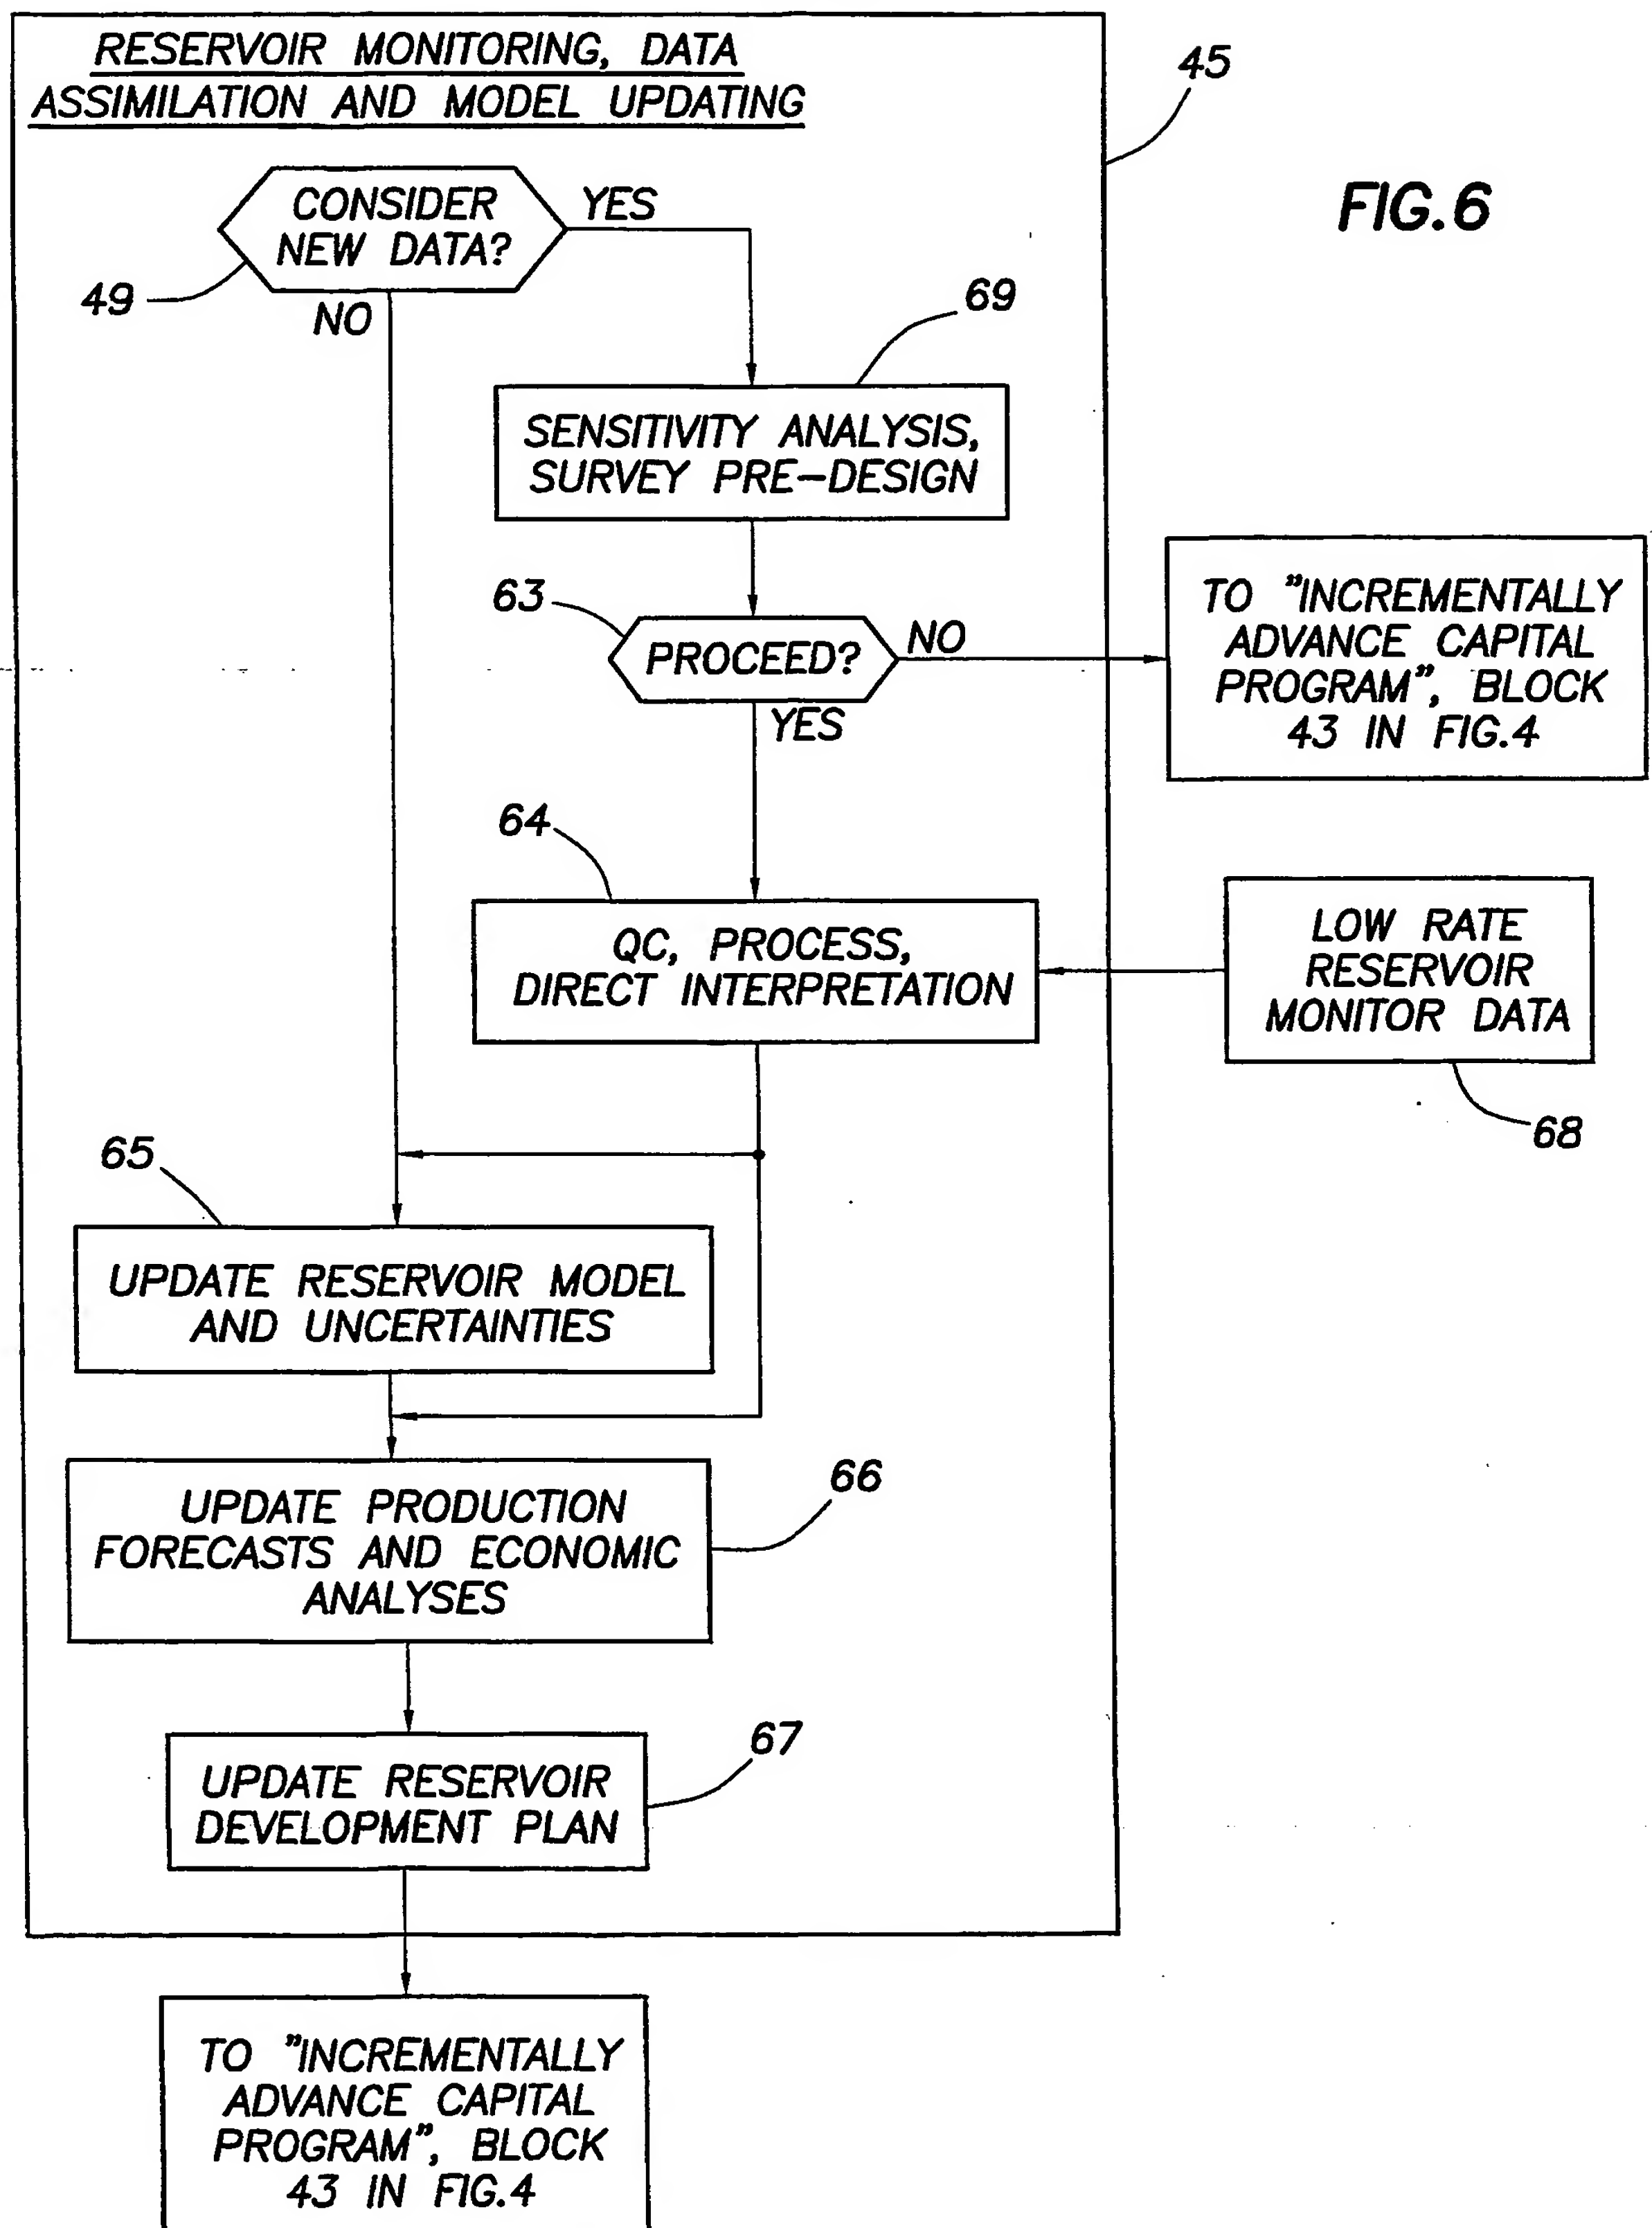 RESERVOIR MONITORING, DATA
ASSIMILATION AND MODEL UPDATING
45
FIG.6
CONSIDER
NEW DATA?
YES
49
NO
69
SENSITIVITY ANALYSIS,
SURVEY PRE-DESIGN
63
PROCEED?
NO
YES
TO "INCREMENTALLY
ADVANCE CAPITAL
PROGRAM", BLOCK
43 IN FIG.4
64
QC, PROCESS,
DIRECT INTERPRETATION
LOW RATE
RESERVOIR
MONITOR DATA
68
65
UPDATE RESERVOIR MODEL
AND UNCERTAINTIES
66
UPDATE PRODUCTION
FORECASTS AND ECONOMIC
ANALYSES
67
UPDATE RESERVOIR
DEVELOPMENT PLAN
TO "INCREMENTALLY
ADVANCE CAPITAL
PROGRAM", BLOCK
43 IN FIG.4